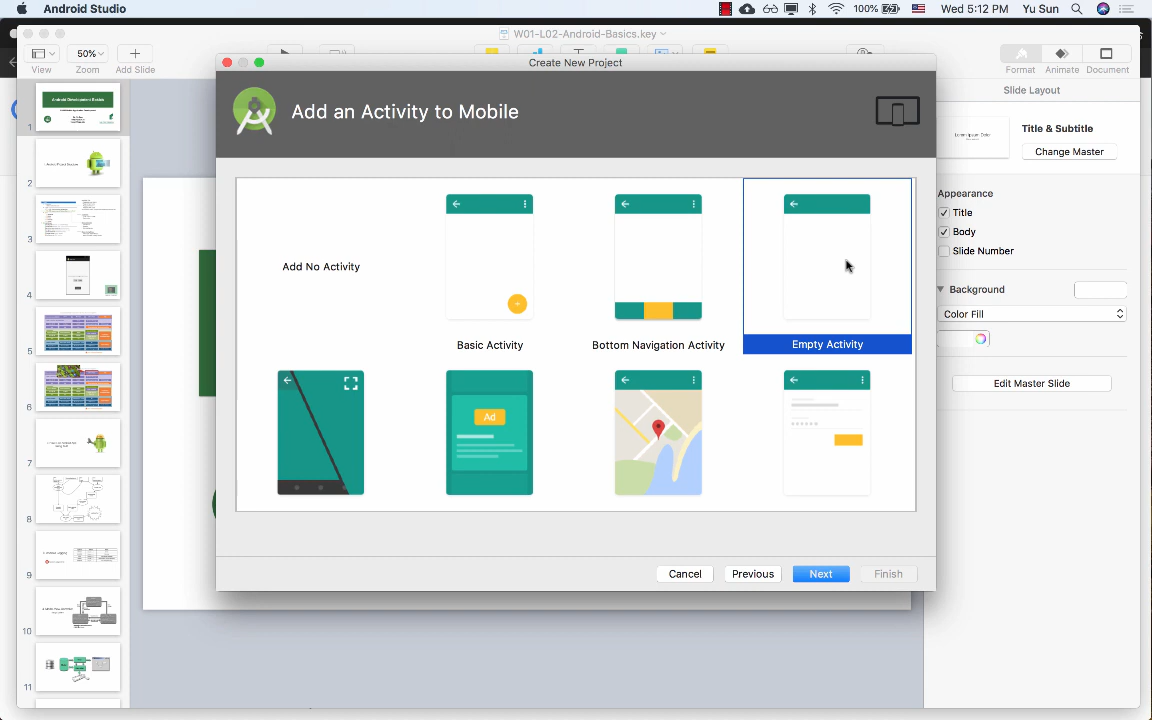 Android Studio
100%
Wed 5:12 PM
Yu Sun
W01-L02-Android-Basics.key
50%
View
Zoom
Add Slide
Format
Animate
Document
Create New Project
Add an Activity to Mobile
Slide Layout
Title & Subtitle
Change Master
Appearance
Title
Body
Slide Number
Background
Color Fill
Edit Master Slide
Add No Activity
Basic Activity
Bottom Navigation Activity
Empty Activity
Ad
Cancel
Previous
Next
Finish
Android Development Basics
1
2
3
4
5
6
7
8
9
10
11